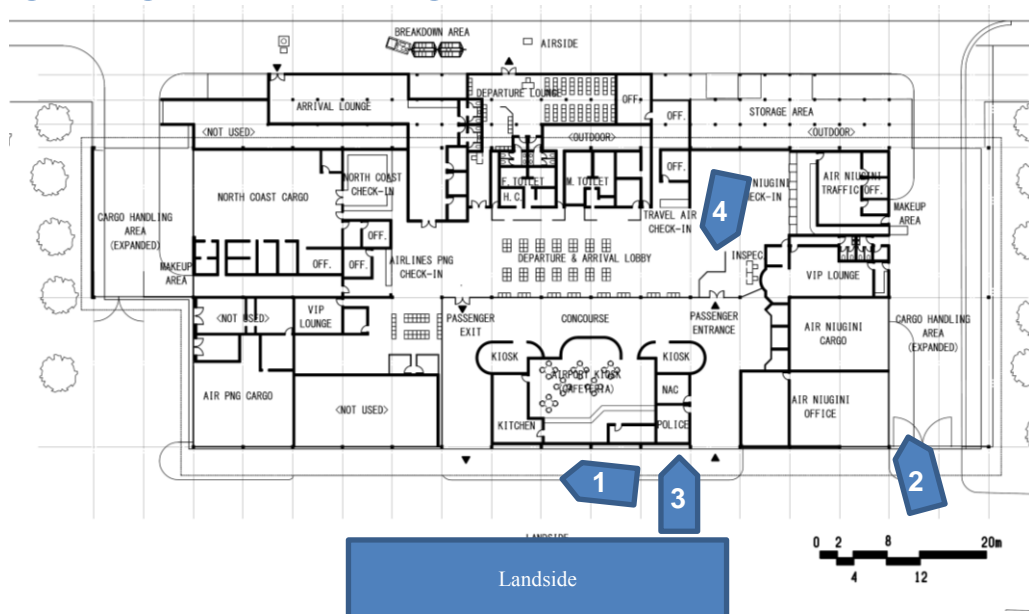 BREAKDOWN AREA
AIRSIDE
DEPARTURE LOUNGE
OFF.
ARRIVAL LOUNGE
OFF.
STORAGE AREA
<NOT USED>
<OUTDOOR>
<OUTDOOR>
OFF.
NORTH COAST
CHECK-IN
F. TOILET
M. TOILET
NIUGINI
AIR NIUGINI
TRAFFIC
OFF.
NORTH COAST CARGO
H.C.
4
MAKEUP
AREA
CARGO HANDLING
AREA
(EXPANDED)
TRAVEL AIR
CHECK-IN
OFF.
AIRLINES PNG
CHECK-IN
DEPARTURE & ARRIVAL LOBBY
INSPEC
OFF.
OFF.
MAKEUP
AREA
VIP LOUNGE
<NOT USED>
VIP
LOUNGE
PASSENGER
EXIT
CONCOURSE
PASSENGER
ENTRANCE
AIR NIUGINI
CARGO
CARGO HANDLING
AREA
(EXPANDED)
KIOSK
KIOSK
AIRPORT KIOSK
(CAFETERIA)
NAC
AIR PNG CARGO
<NOT USED>
KITCHEN
POLICE
AIR NIUGINI
OFFICE
1
3
2
LANDSIDE
Landside
0 2 8 20m
4 12